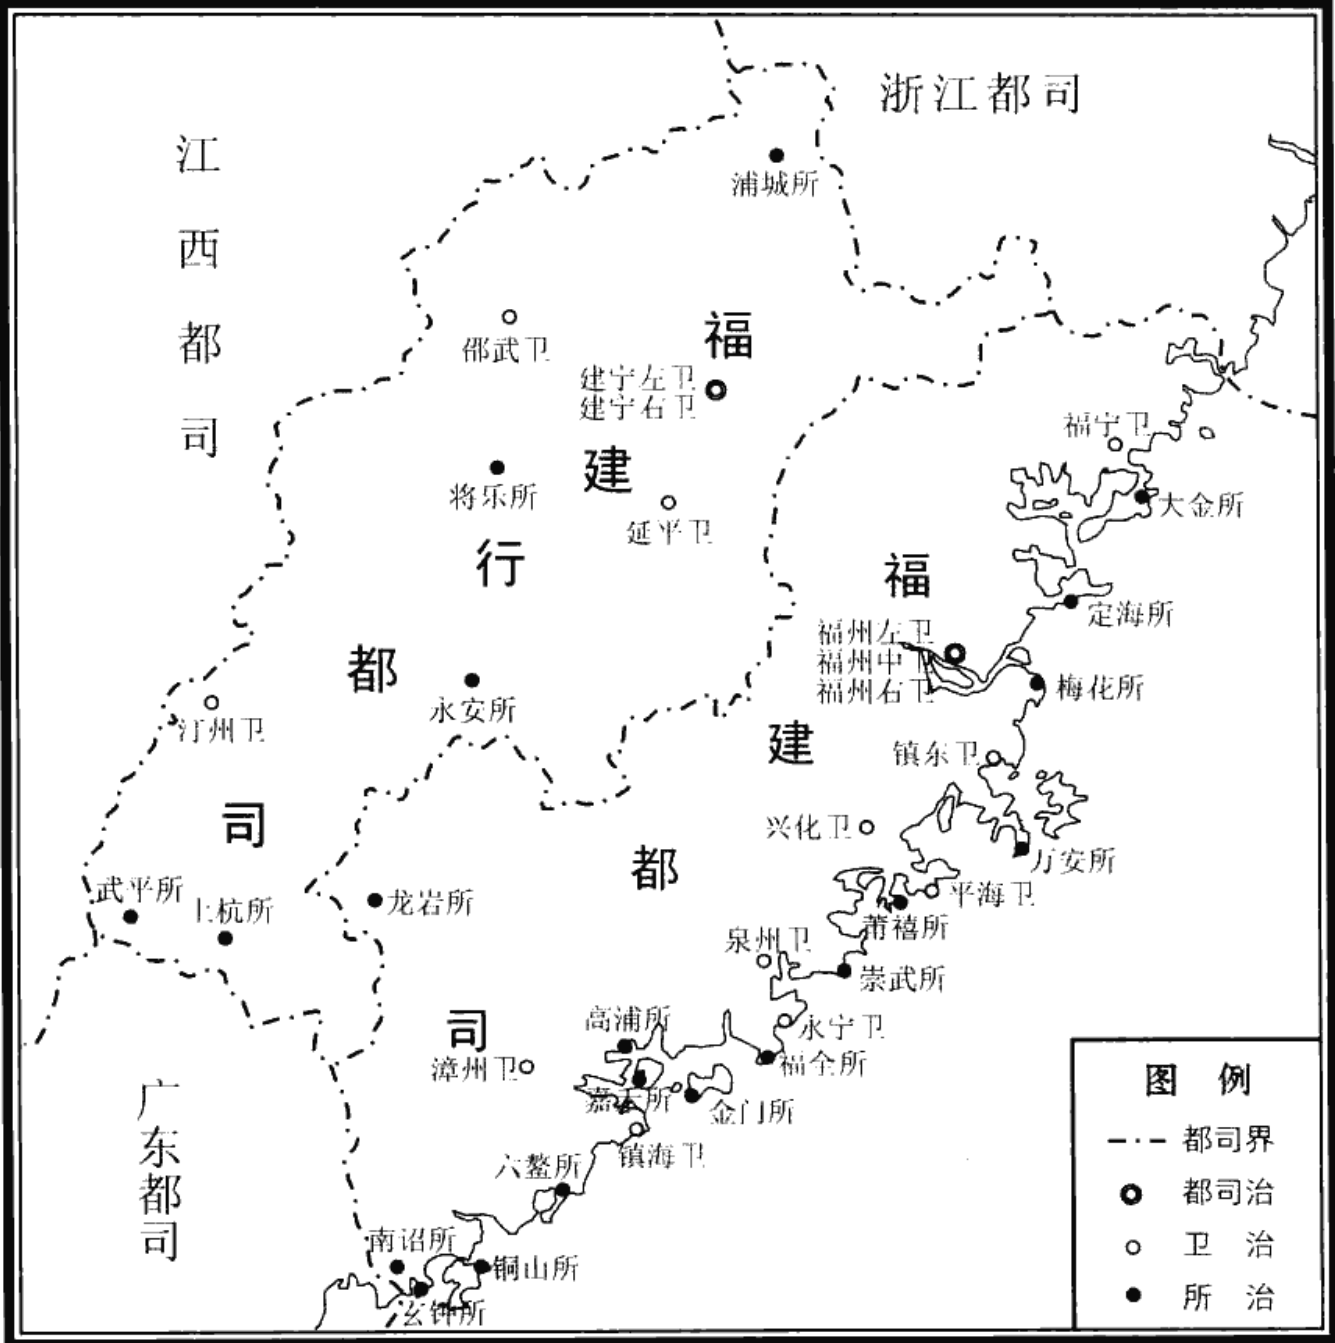 浙江都司
江西都司
浦城所
福建行都司
邵武卫
建宁左卫
建宁右卫
福宁卫
将乐所
大金所
延平卫
福建都司
定海所
福州左卫
福州中卫
福州右卫
梅花所
永安所
汀州卫
镇东卫
兴化卫
万安所
武平所
上杭所
龙岩所
平海卫
莆禧所
泉州卫
崇武所
高浦所
永宁卫
福全所
漳州卫
金门所
广东都司
镇海卫
六鳌所
南诏所
铜山所
玄钟所
图例
都司界
都司治
卫治
所治